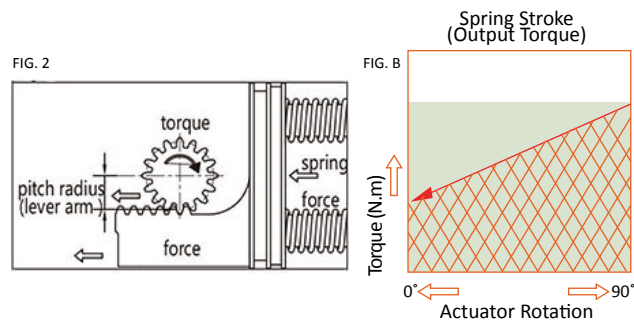 FIG. 2
torque
spring
force
pitch radius
(lever arm)
force
FIG. B
Spring Stroke
(Output Torque)
Torque (N.m)
0° 90°
Actuator Rotation